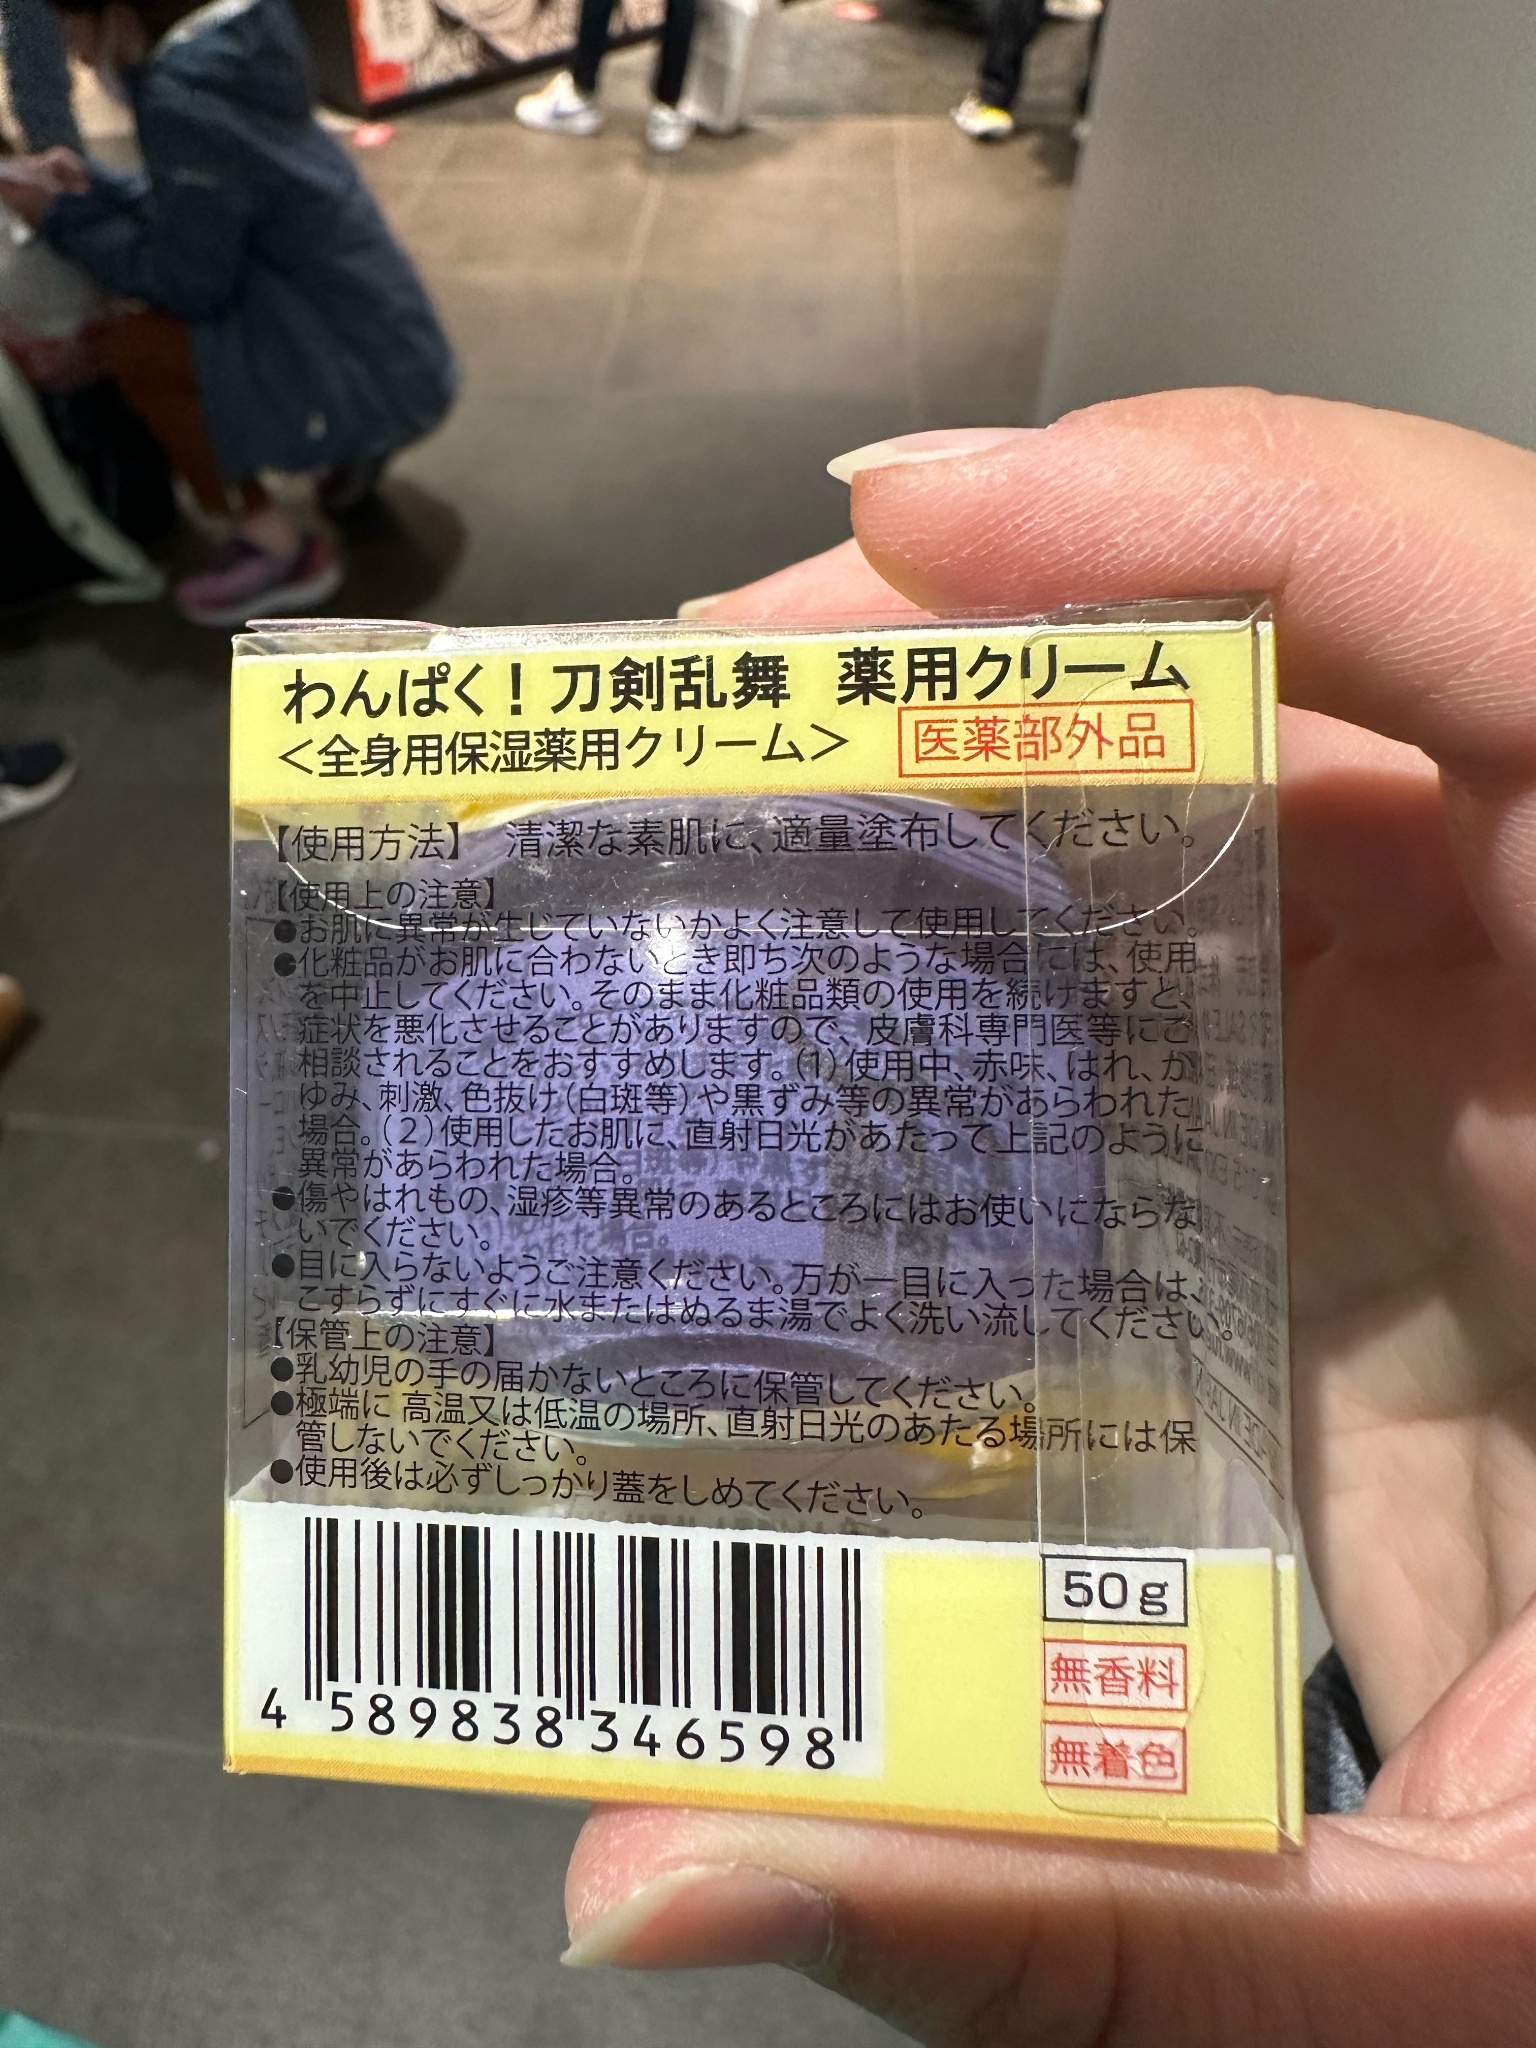 わんぱく！刀剣乱舞 薬用クリーム
＜全身用保湿薬用クリーム＞ 医薬部外品
【使用方法】 清潔な素肌に、適量塗布してください。
【使用上の注意】
●お肌に異常が生じていないかよく注意して使用してください。
●化粧品がお肌に合わないとき即ち次のような場合には、使用
を中止してください。そのまま化粧品類の使用を続けますと、
症状を悪化させることがありますので、皮膚科専門医等にご
相談されることをおすすめします。（1）使用中、赤味、はれ、か
ゆみ、刺激、色抜け（白斑等）や黒ずみ等の異常があらわれた
場合。（2）使用したお肌に、直射日光があたって上記のように
異常があらわれた場合。
●傷やはれもの、湿疹等異常のあるところにはお使いにならな
いでください。
●目に入らないようご注意ください。万が一目に入った場合は、
こすらずにすぐに水またはぬるま湯でよく洗い流してください。
【保管上の注意】
●乳幼児の手の届かないところに保管してください。
●極端に高温又は低温の場所、直射日光のあたる場所には保
管しないでください。
●使用後は必ずしっかり蓋をしめてください。
50g
無香料
無着色
4 589838 346598